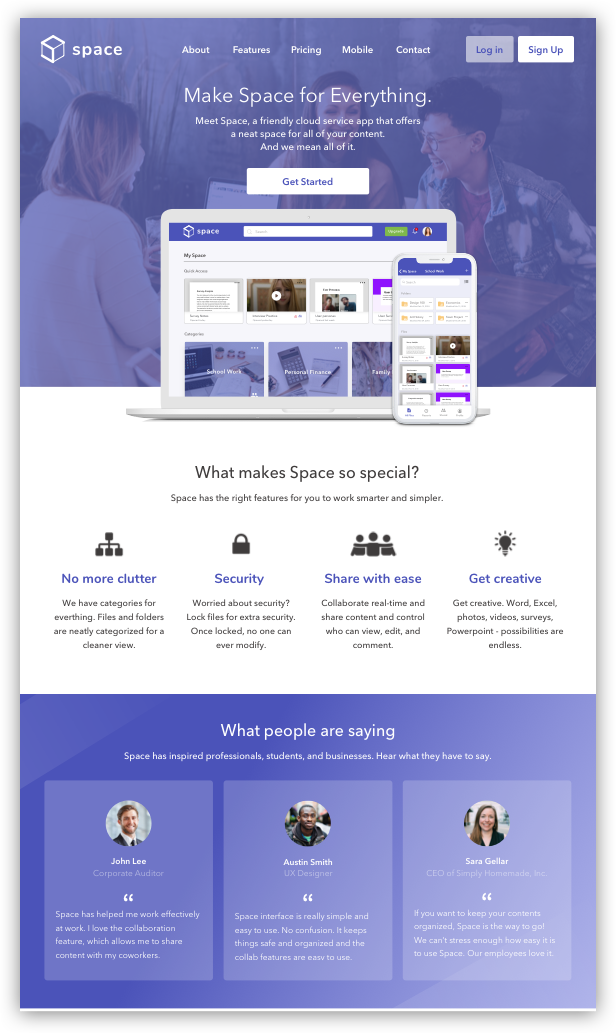 space
About
Features
Pricing
Mobile
Contact
Log in
Sign Up
Make Space for Everything.
Meet Space, a friendly cloud service app that offers
a neat space for all of your content.
And we mean all of it.
Get Started
space
Search
Upgrade
My Space
Quick Access
Categories
School Work
Personal Finance
Family
My Space
School Work
What makes Space so special?
Space has the right features for you to work smarter and simpler.
No more clutter
We have categories for
everthing. Files and folders
are neatly categorized for a
cleaner view.
Security
Worried about security?
Lock files for extra security.
Once locked, no one can
ever modify.
Share with ease
Collaborate real-time and
share content and control
who can view, edit, and
comment.
Get creative
Get creative. Word, Excel,
photos, videos, surveys,
Powerpoint - possibilities are
endless.
What people are saying
Space has inspired professionals, students, and businesses. Hear what they have to say.
John Lee
Corporate Auditor
“
Space has helped me work effectively
at work. I love the collaboration
feature, which allows me to share
content with my coworkers.
Austin Smith
UX Designer
“
Space interface is really simple and
easy to use. No confusion. It keeps
things safe and organized and the
collab features are easy to use.
Sara Gellar
CEO of Simply Homemade, Inc.
“
If you want to keep your contents
organized, Space is the way to go!
We can't stress enough how easy it is
to use Space. Our employees love it.